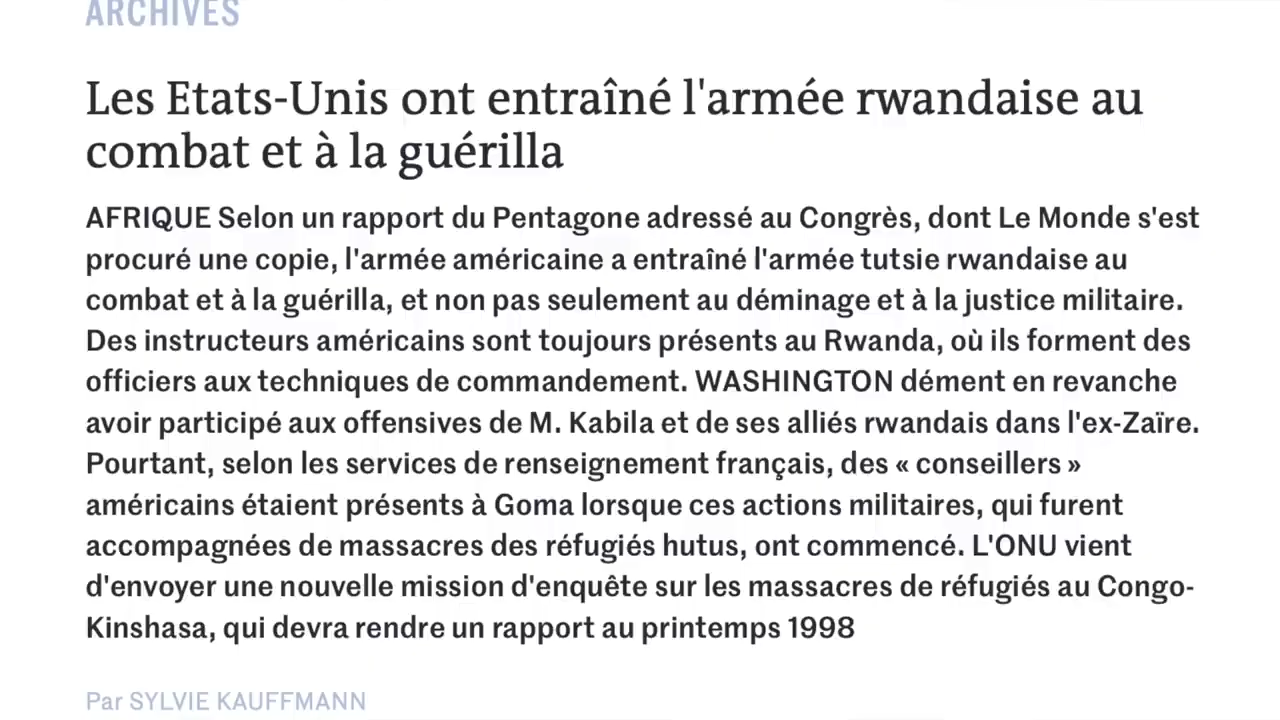 ARCHIVES
Les Etats-Unis ont entraîné l'armée rwandaise au
combat et à la guérilla
AFRIQUE Selon un rapport du Pentagone adressé au Congrès, dont Le Monde s'est
procuré une copie, l'armée américaine a entraîné l'armée tutsie rwandaise au
combat et à la guérilla, et non pas seulement au déminage et à la justice militaire.
Des instructeurs américains sont toujours présents au Rwanda, où ils forment des
officiers aux techniques de commandement. WASHINGTON dément en revanche
avoir participé aux offensives de M. Kabila et de ses alliés rwandais dans l'ex-Zaïre.
Pourtant, selon les services de renseignement français, des « conseillers »
américains étaient présents à Goma lorsque ces actions militaires, qui furent
accompagnées de massacres des réfugiés hutus, ont commencé. L'ONU vient
d'envoyer une nouvelle mission d'enquête sur les massacres de réfugiés au Congo-
Kinshasa, qui devra rendre un rapport au printemps 1998
Par SYLVIE KAUFFMANN